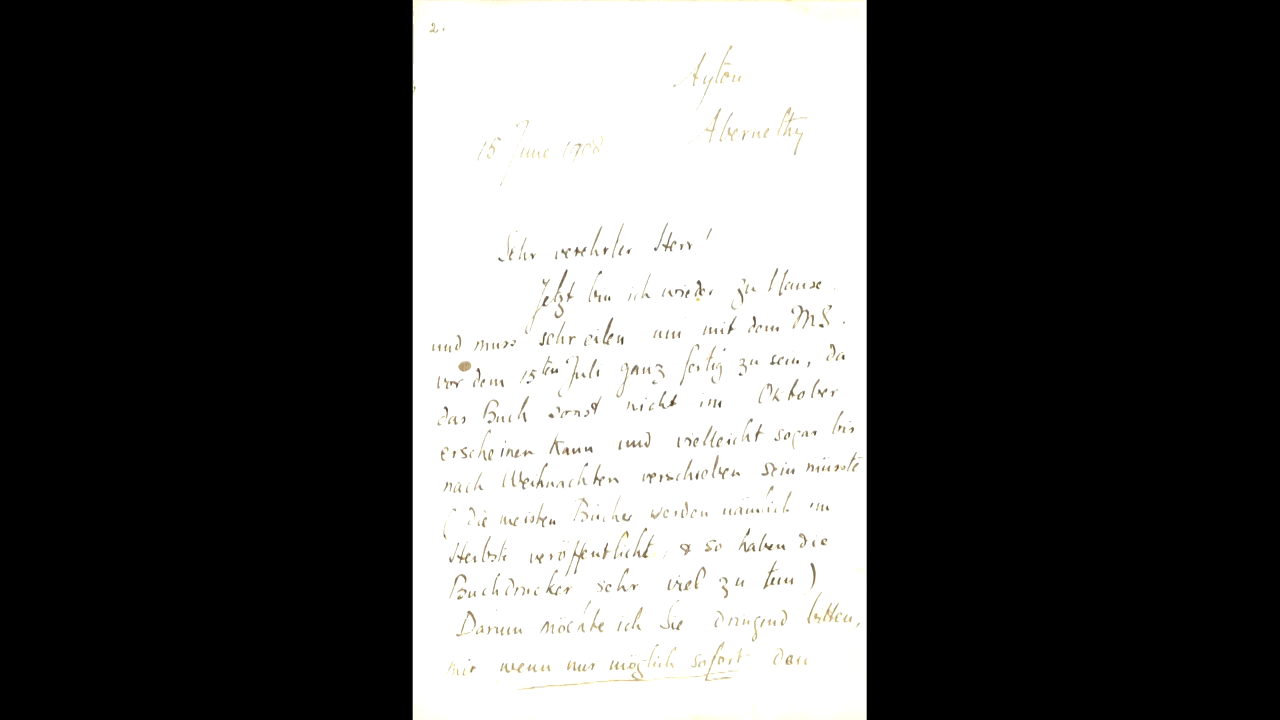 2.
Ayton
Abernethy
15 June 1908
Sehr verehrter Herr!
Jetzt bin ich wieder zu Hause.
und muss sehr eilen um mit dem MS.
vor dem 15ten Juli ganz fertig zu sein, da
das Buch sonst nicht im Oktober
erscheinen kann und vielleicht sogar bis
nach Weihnachten verschieben sein müsste
(die meisten Bücher werden nämlich im
Herbste veröffentlicht, & so haben die
Buchdrucker sehr viel zu tun)
Darum möchte ich Sie dringend bitten,
mir wenn nur möglich sofort den